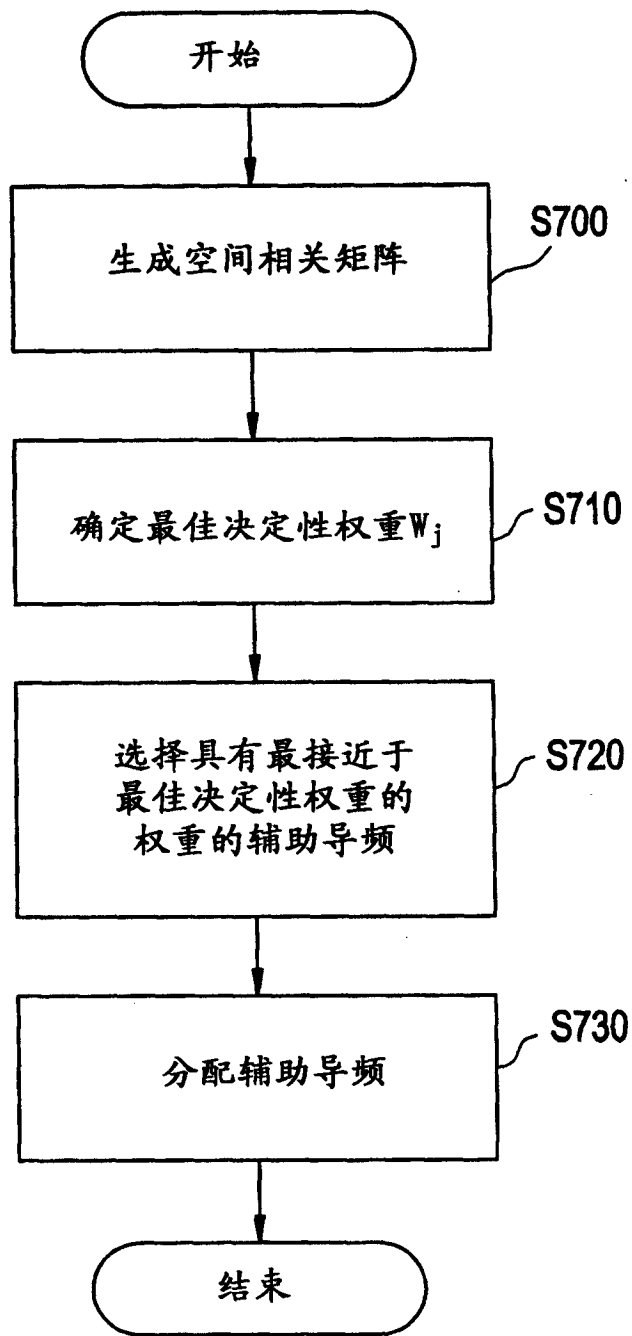 开始
S700
生成空间相关矩阵
S710
确定最佳决定性权重Wj
S720
选择具有最接近于
最佳决定性权重的
权重的辅助导频
S730
分配辅助导频
结束